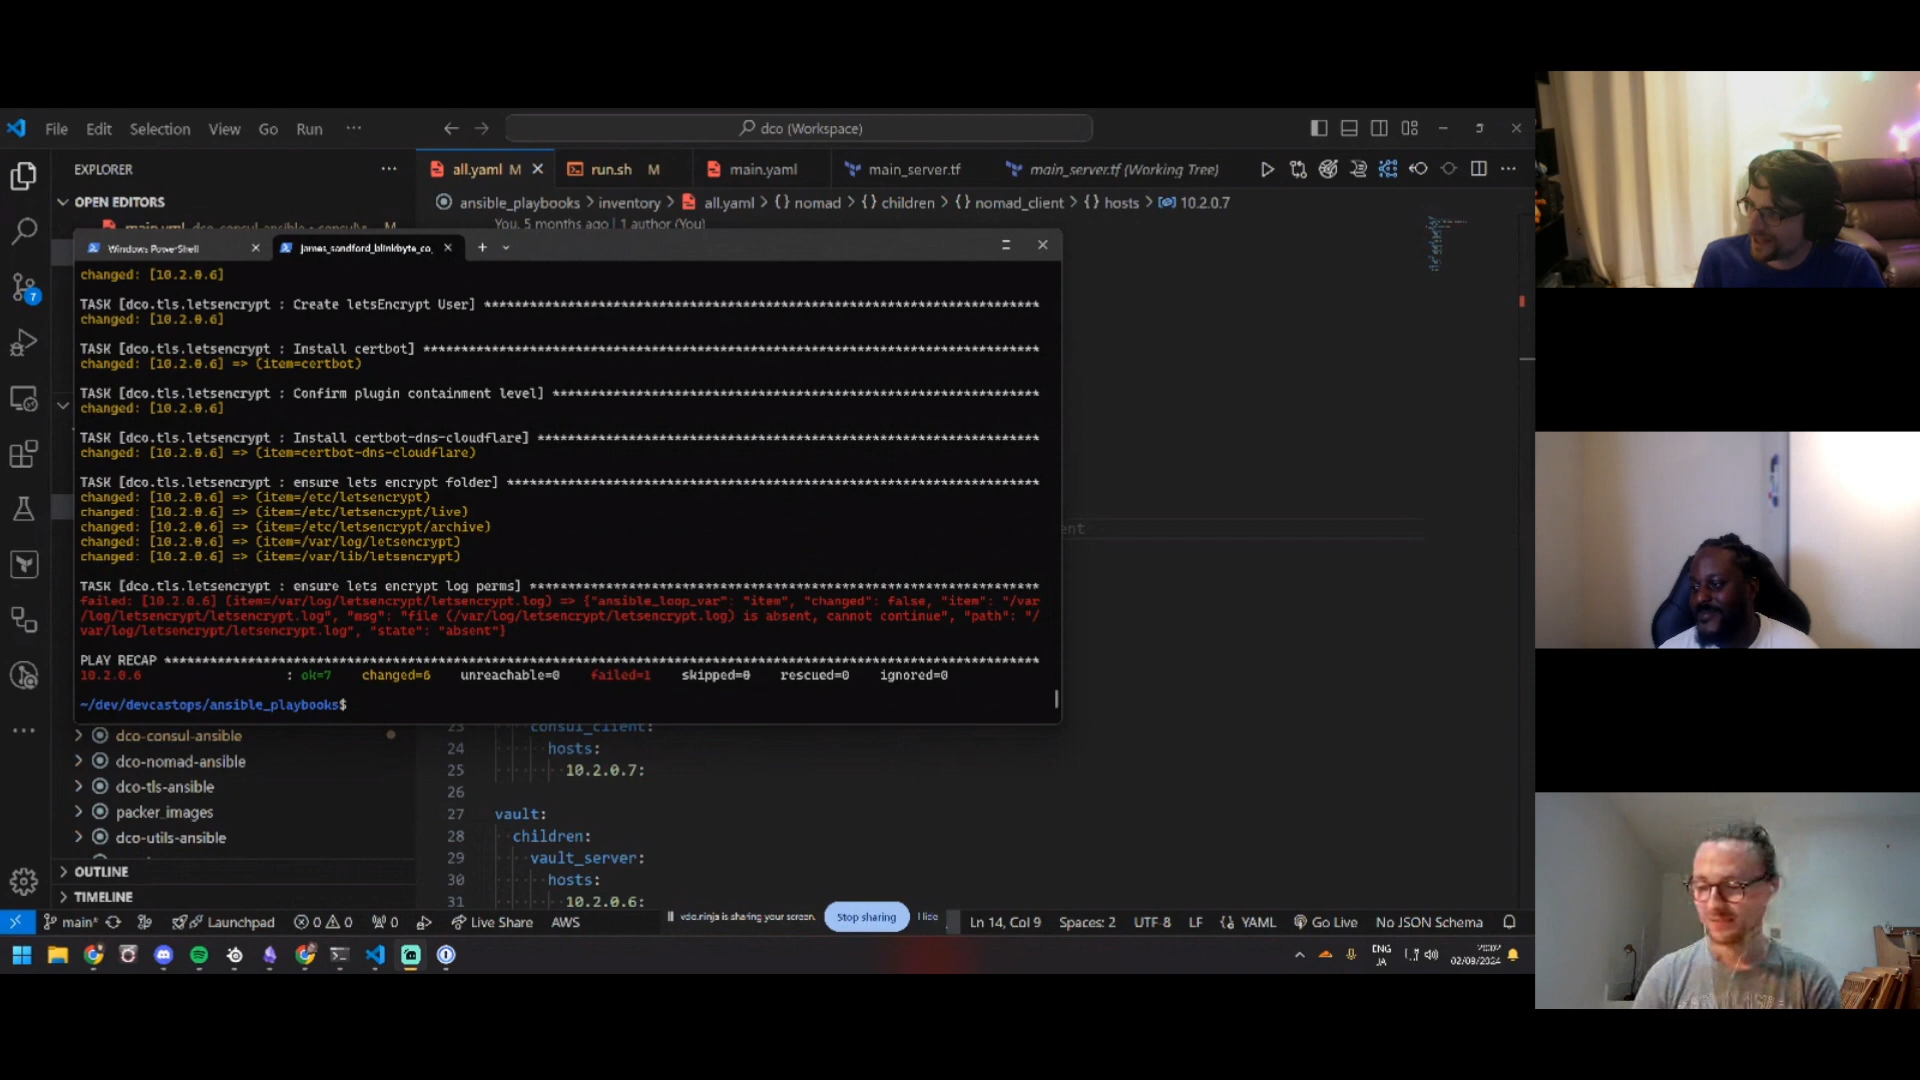 File Edit Selection View Go Run ···
dco (Workspace)
EXPLORER
OPEN EDITORS
all.yaml M
run.sh M
main.yaml
main_server.tf
main_server.tf (Working Tree)
ansible_playbooks > inventory > all.yaml > {} nomad > {} children > {} nomad_client > {} hosts > 10.2.0.7
You, 5 months ago | 1 author (You)
Windows PowerShell
james_sandford_blinkbyte_co
changed: [10.2.0.6]
TASK [dco.tls.letsencrypt : Create letsEncrypt User] *************************************************************************
changed: [10.2.0.6]
TASK [dco.tls.letsencrypt : Install certbot] *********************************************************************************
changed: [10.2.0.6] => (item=certbot)
TASK [dco.tls.letsencrypt : Confirm plugin containment level] ****************************************************************
changed: [10.2.0.6]
TASK [dco.tls.letsencrypt : Install certbot-dns-cloudflare] ******************************************************************
changed: [10.2.0.6] => (item=certbot-dns-cloudflare)
TASK [dco.tls.letsencrypt : ensure lets encrypt folder] **********************************************************************
changed: [10.2.0.6] => (item=/etc/letsencrypt)
changed: [10.2.0.6] => (item=/etc/letsencrypt/live)
changed: [10.2.0.6] => (item=/etc/letsencrypt/archive)
changed: [10.2.0.6] => (item=/var/log/letsencrypt)
changed: [10.2.0.6] => (item=/var/lib/letsencrypt)
TASK [dco.tls.letsencrypt : ensure lets encrypt log perms] *******************************************************************
failed: [10.2.0.6] (item=/var/log/letsencrypt/letsencrypt.log) => {"ansible_loop_var": "item", "changed": false, "item": "/var
/log/letsencrypt/letsencrypt.log", "msg": "file (/var/log/letsencrypt/letsencrypt.log) is absent, cannot continue", "path": "/
var/log/letsencrypt/letsencrypt.log", "state": "absent"}
PLAY RECAP *******************************************************************************************************************
10.2.0.6 : ok=7 changed=6 unreachable=0 failed=1 skipped=0 rescued=0 ignored=0
~/dev/devcastops/ansible_playbooks$
dco-consul-ansible
dco-nomad-ansible
dco-tls-ansible
packer_images
dco-utils-ansible
OUTLINE
TIMELINE
23 consul_client:
24 hosts:
25 10.2.0.7:
26
27 vault:
28 children:
29 vault_server:
30 hosts:
31 10.2.0.6:
7
main*
Launchpad
0 0
0
Live Share
AWS
vdo.ninja is sharing your screen.
Stop sharing
Hide
Ln 14, Col 9
Spaces: 2
UTF-8
LF
{} YAML
Go Live
No JSON Schema
ENG
JA
02/09/2024